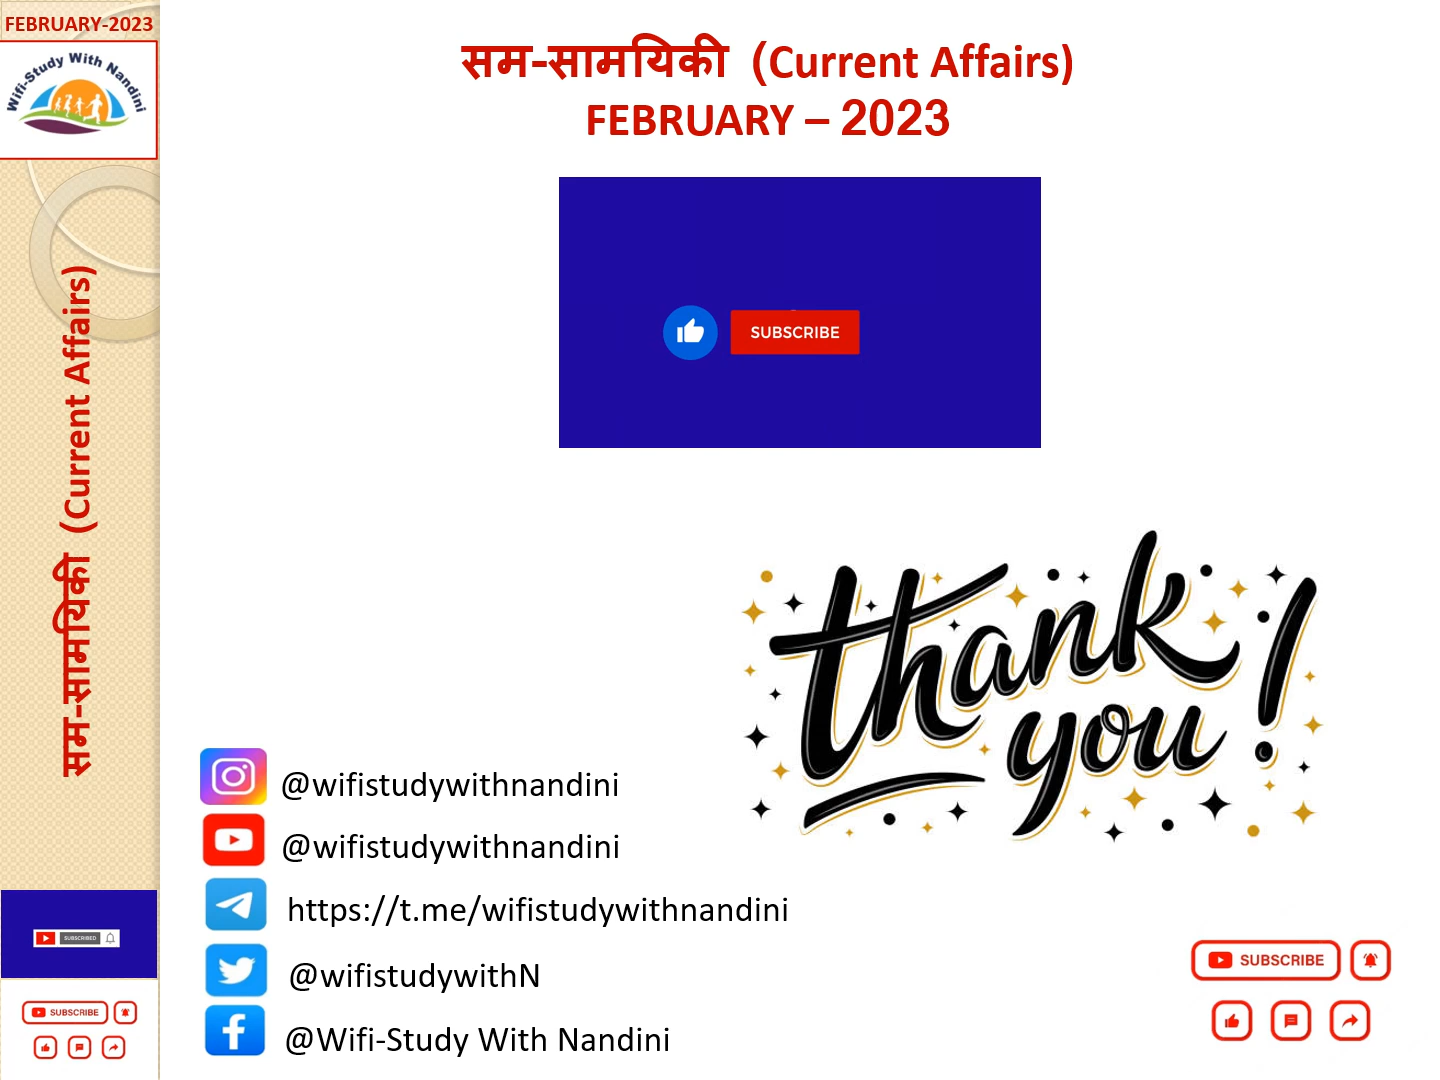 FEBRUARY-2023
Wifi-Study With Nandini
सम-सामयिकी (Current Affairs)
सम-सामयिकी (Current Affairs)
FEBRUARY – 2023
SUBSCRIBE
thank
you!
@wifistudywithnandini
@wifistudywithnandini
https://t.me/wifistudywithnandini
@wifistudywithN
@Wifi-Study With Nandini
SUBSCRIBED
SUBSCRIBE
SUBSCRIBE